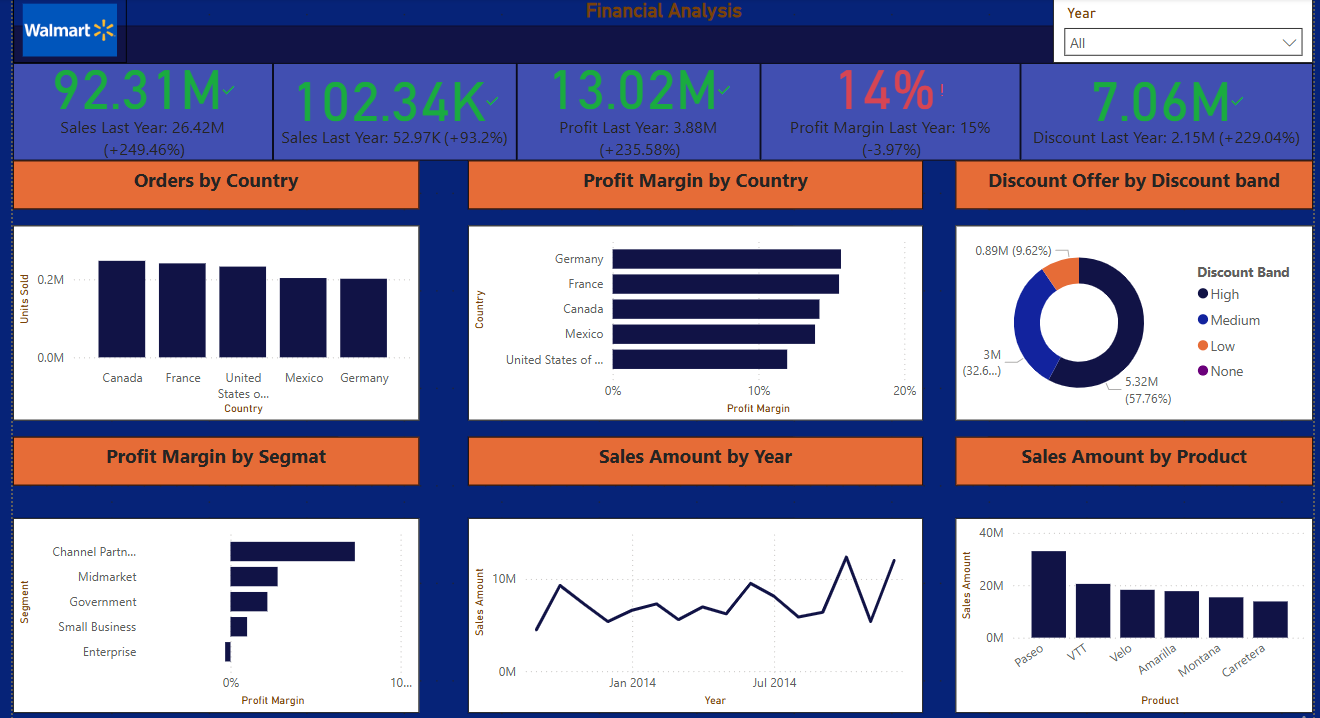 Financial Analysis
Walmart
Year
All
92.31M
Sales Last Year: 26.42M
(+249.46%)
102.34K
Sales Last Year: 52.97K (+93.2%)
13.02M
Profit Last Year: 3.88M
(+235.58%)
14%!
Profit Margin Last Year: 15%
(-3.97%)
7.06M
Discount Last Year: 2.15M (+229.04%)
Orders by Country
Units Sold
0.2M
0.0M
Canada
France
United
States o...
Mexico
Germany
Country
Profit Margin by Country
Country
Germany
France
Canada
Mexico
United States of ...
0%
10%
20%
Profit Margin
Discount Offer by Discount band
0.89M (9.62%)
3M
(32.6...)
5.32M
(57.76%)
Discount Band
High
Medium
Low
None
Profit Margin by Segmat
Segment
Channel Partn...
Midmarket
Government
Small Business
Enterprise
0%
10...
Profit Margin
Sales Amount by Year
Sales Amount
10M
0M
Jan 2014
Jul 2014
Year
Sales Amount by Product
Sales Amount
40M
20M
0M
Paseo
VTT
Velo
Amarilla
Montana
Carretera
Product